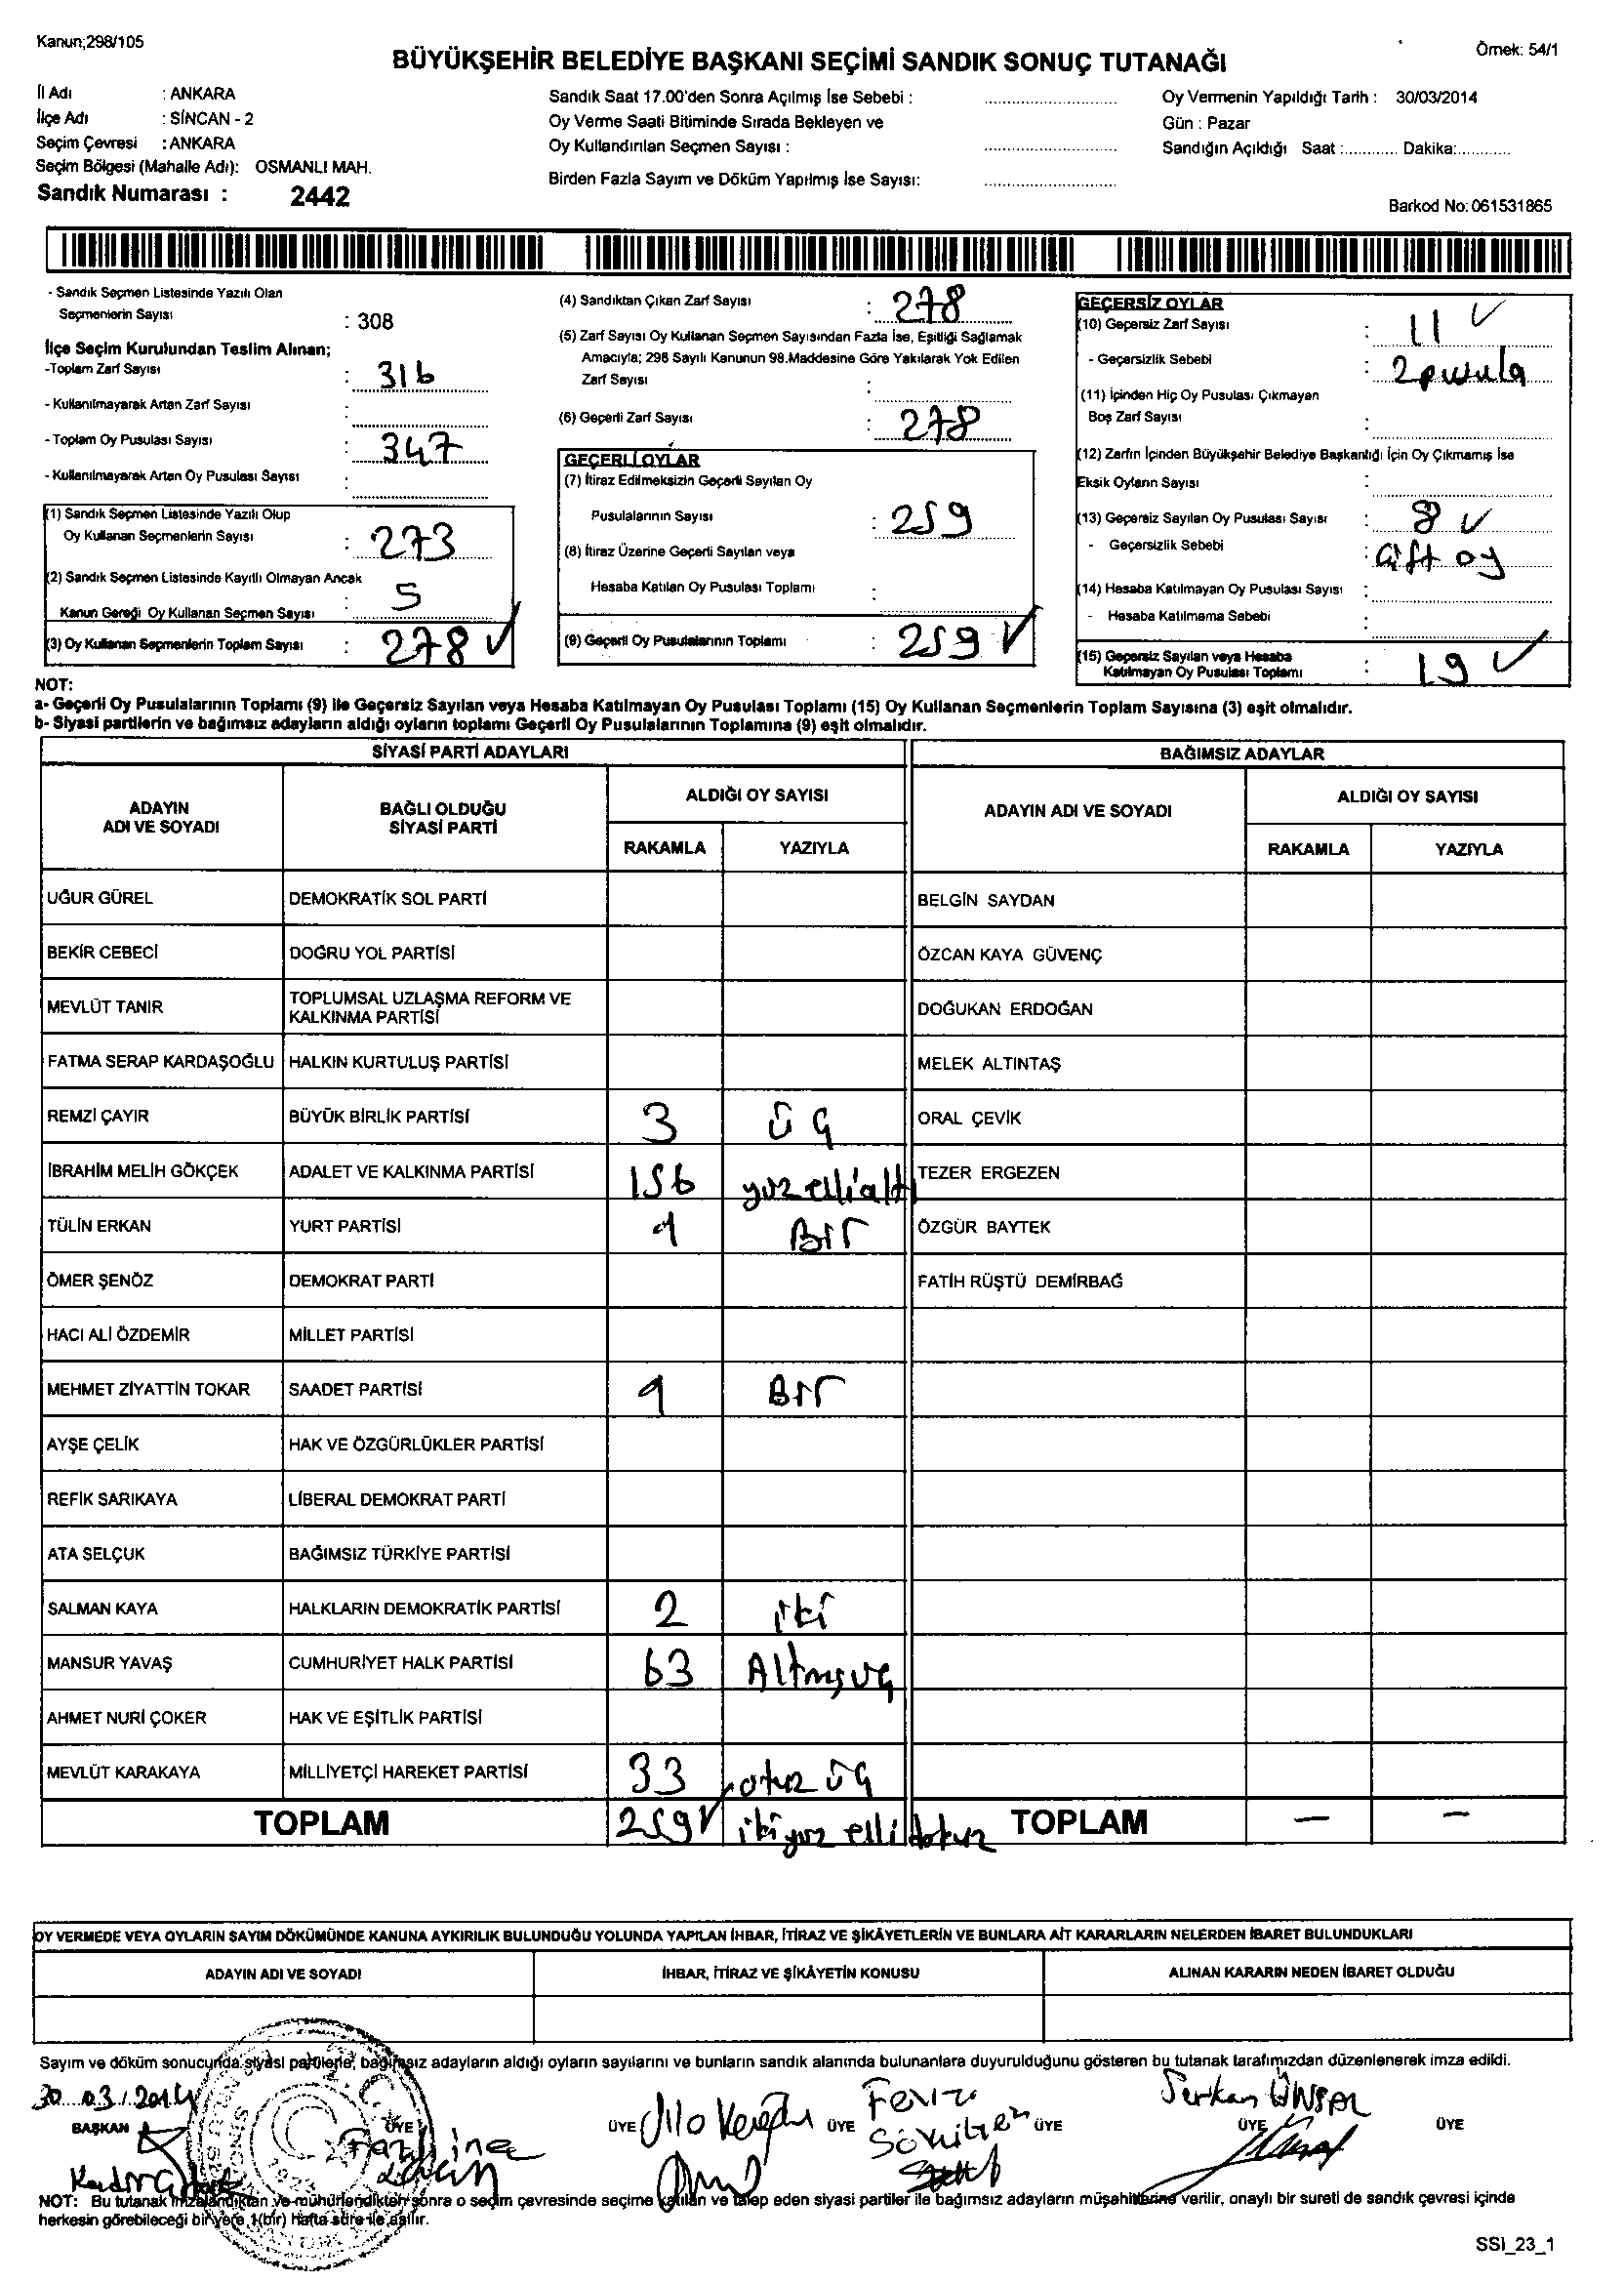 Kanun;298/105
Örnek: 54/1
BÜYÜKŞEHİR BELEDİYE BAŞKANI SEÇİMİ SANDIK SONUÇ TUTANAĞI
İl Adı : ANKARA
İlçe Adı : SİNCAN - 2
Seçim Çevresi : ANKARA
Seçim Bölgesi (Mahalle Adı): OSMANLI MAH.
Sandık Numarası : 2442
Sandık Saat 17.00'den Sonra Açılmış İse Sebebi :
Oy Verme Saati Bitiminde Sırada Bekleyen ve
Oy Kullandırılan Seçmen Sayısı :
Birden Fazla Sayım ve Döküm Yapılmış İse Sayısı:
Oy Vermenin Yapıldığı Tarih : 30/03/2014
Gün : Pazar
Sandığın Açıldığı Saat :............ Dakika:............
Barkod No: 061531865
- Sandık Seçmen Listesinde Yazılı Olan
Seçmenlerin Sayısı : 308
İlçe Seçim Kurulundan Teslim Alınan;
-Toplam Zarf Sayısı : 316
- Kullanılmayarak Artan Zarf Sayısı :
- Toplam Oy Pusulası Sayısı : 347
- Kullanılmayarak Artan Oy Pusulası Sayısı :
(1) Sandık Seçmen Listesinde Yazılı Olup
Oy Kullanan Seçmenlerin Sayısı : 273
(2) Sandık Seçmen Listesinde Kayıtlı Olmayan Ancak
Kanun Gereği Oy Kullanan Seçmen Sayısı : 5
(3) Oy Kullanan Seçmenlerin Toplam Sayısı : 278 ✓
(4) Sandıktan Çıkan Zarf Sayısı : 278
(5) Zarf Sayısı Oy Kullanan Seçmen Sayısından Fazla İse, Eşitliği Sağlamak
Amacıyla; 298 Sayılı Kanunun 98.Maddesine Göre Yakılarak Yok Edilen
Zarf Sayısı :
(6) Geçerli Zarf Sayısı : 278
GEÇERLİ OYLAR
(7) İtiraz Edilmeksizin Geçerli Sayılan Oy
Pusulalarının Sayısı : 259
(8) İtiraz Üzerine Geçerli Sayılan veya
Hesaba Katılan Oy Pusulası Toplamı :
(9) Geçerli Oy Pusulalarının Toplamı : 259 ✓
GEÇERSİZ OYLAR
(10) Geçersiz Zarf Sayısı : 11 ✓
- Geçersizlik Sebebi : 2 pusula
(11) İçinden Hiç Oy Pusulası Çıkmayan
Boş Zarf Sayısı :
(12) Zarfın İçinden Büyükşehir Belediye Başkanlığı İçin Oy Çıkmamış İse
Eksik Oyların Sayısı :
(13) Geçersiz Sayılan Oy Pusulası Sayısı : 8 ✓
- Geçersizlik Sebebi : Çift oy
(14) Hesaba Katılmayan Oy Pusulası Sayısı :
- Hesaba Katılmama Sebebi :
(15) Geçersiz Sayılan veya Hesaba
Katılmayan Oy Pusulası Toplamı : 19 ✓
NOT:
a- Geçerli Oy Pusulalarının Toplamı (9) ile Geçersiz Sayılan veya Hesaba Katılmayan Oy Pusulası Toplamı (15) Oy Kullanan Seçmenlerin Toplam Sayısına (3) eşit olmalıdır.
b- Siyasi partilerin ve bağımsız adayların aldığı oyların toplamı Geçerli Oy Pusulalarının Toplamına (9) eşit olmalıdır.
SİYASİ PARTİ ADAYLARI
BAĞIMSIZ ADAYLAR
ADAYIN ADI VE SOYADI
BAĞLI OLDUĞU SİYASİ PARTİ
ALDIĞI OY SAYISI
RAKAMLA YAZIYLA
ADAYIN ADI VE SOYADI
ALDIĞI OY SAYISI
RAKAMLA YAZIYLA
UĞUR GÜREL DEMOKRATİK SOL PARTİ BELGİN SAYDAN
BEKİR CEBECİ DOĞRU YOL PARTİSİ ÖZCAN KAYA GÜVENÇ
MEVLÜT TANIR TOPLUMSAL UZLAŞMA REFORM VE KALKINMA PARTİSİ DOĞUKAN ERDOĞAN
FATMA SERAP KARDAŞOĞLU HALKIN KURTULUŞ PARTİSİ MELEK ALTINTAŞ
REMZİ ÇAYIR BÜYÜK BİRLİK PARTİSİ 3 üç ORAL ÇEVİK
İBRAHİM MELİH GÖKÇEK ADALET VE KALKINMA PARTİSİ 156 yüz elli altı TEZER ERGEZEN
TÜLİN ERKAN YURT PARTİSİ 1 Bir ÖZGÜR BAYTEK
ÖMER ŞENÖZ DEMOKRAT PARTİ FATİH RÜŞTÜ DEMİRBAĞ
HACI ALİ ÖZDEMİR MİLLET PARTİSİ
MEHMET ZİYATTİN TOKAR SAADET PARTİSİ 1 Bir
AYŞE ÇELİK HAK VE ÖZGÜRLÜKLER PARTİSİ
REFİK SARIKAYA LİBERAL DEMOKRAT PARTİ
ATA SELÇUK BAĞIMSIZ TÜRKİYE PARTİSİ
SALMAN KAYA HALKLARIN DEMOKRATİK PARTİSİ 2 iki
MANSUR YAVAŞ CUMHURİYET HALK PARTİSİ 63 Altmışüç
AHMET NURİ ÇOKER HAK VE EŞİTLİK PARTİSİ
MEVLÜT KARAKAYA MİLLİYETÇİ HAREKET PARTİSİ 33 otuz üç
TOPLAM 259 ✓ iki yüz elli dokuz TOPLAM — —
OY VERMEDE VEYA OYLARIN SAYIM DÖKÜMÜNDE KANUNA AYKIRILIK BULUNDUĞU YOLUNDA YAPILAN İHBAR, İTİRAZ VE ŞİKÂYETLERİN VE BUNLARA AİT KARARLARIN NELERDEN İBARET BULUNDUKLARI
ADAYIN ADI VE SOYADI İHBAR, İTİRAZ VE ŞİKÂYETİN KONUSU ALINAN KARARIN NEDEN İBARET OLDUĞU
Sayım ve döküm sonucunda siyasi partilerle, bağımsız adayların aldığı oyların sayılarını ve bunların sandık alanında bulunanlara duyurulduğunu gösteren bu tutanak tarafımızdan düzenlenerek imza edildi.
30.03.2014
Serkan ÜNSAL
BAŞKAN ÜYE ÜYE ÜYE ÜYE ÜYE ÜYE
NOT: Bu tutanak imzalandıktan ve mühürlendikten sonra o seçim çevresinde seçime katılan ve talep eden siyasi partiler ile bağımsız adayların müşahitlerine verilir, onaylı bir sureti de sandık çevresi içinde
herkesin görebileceği bir yere 1(bir) hafta süre ile asılır.
SSI_23_1